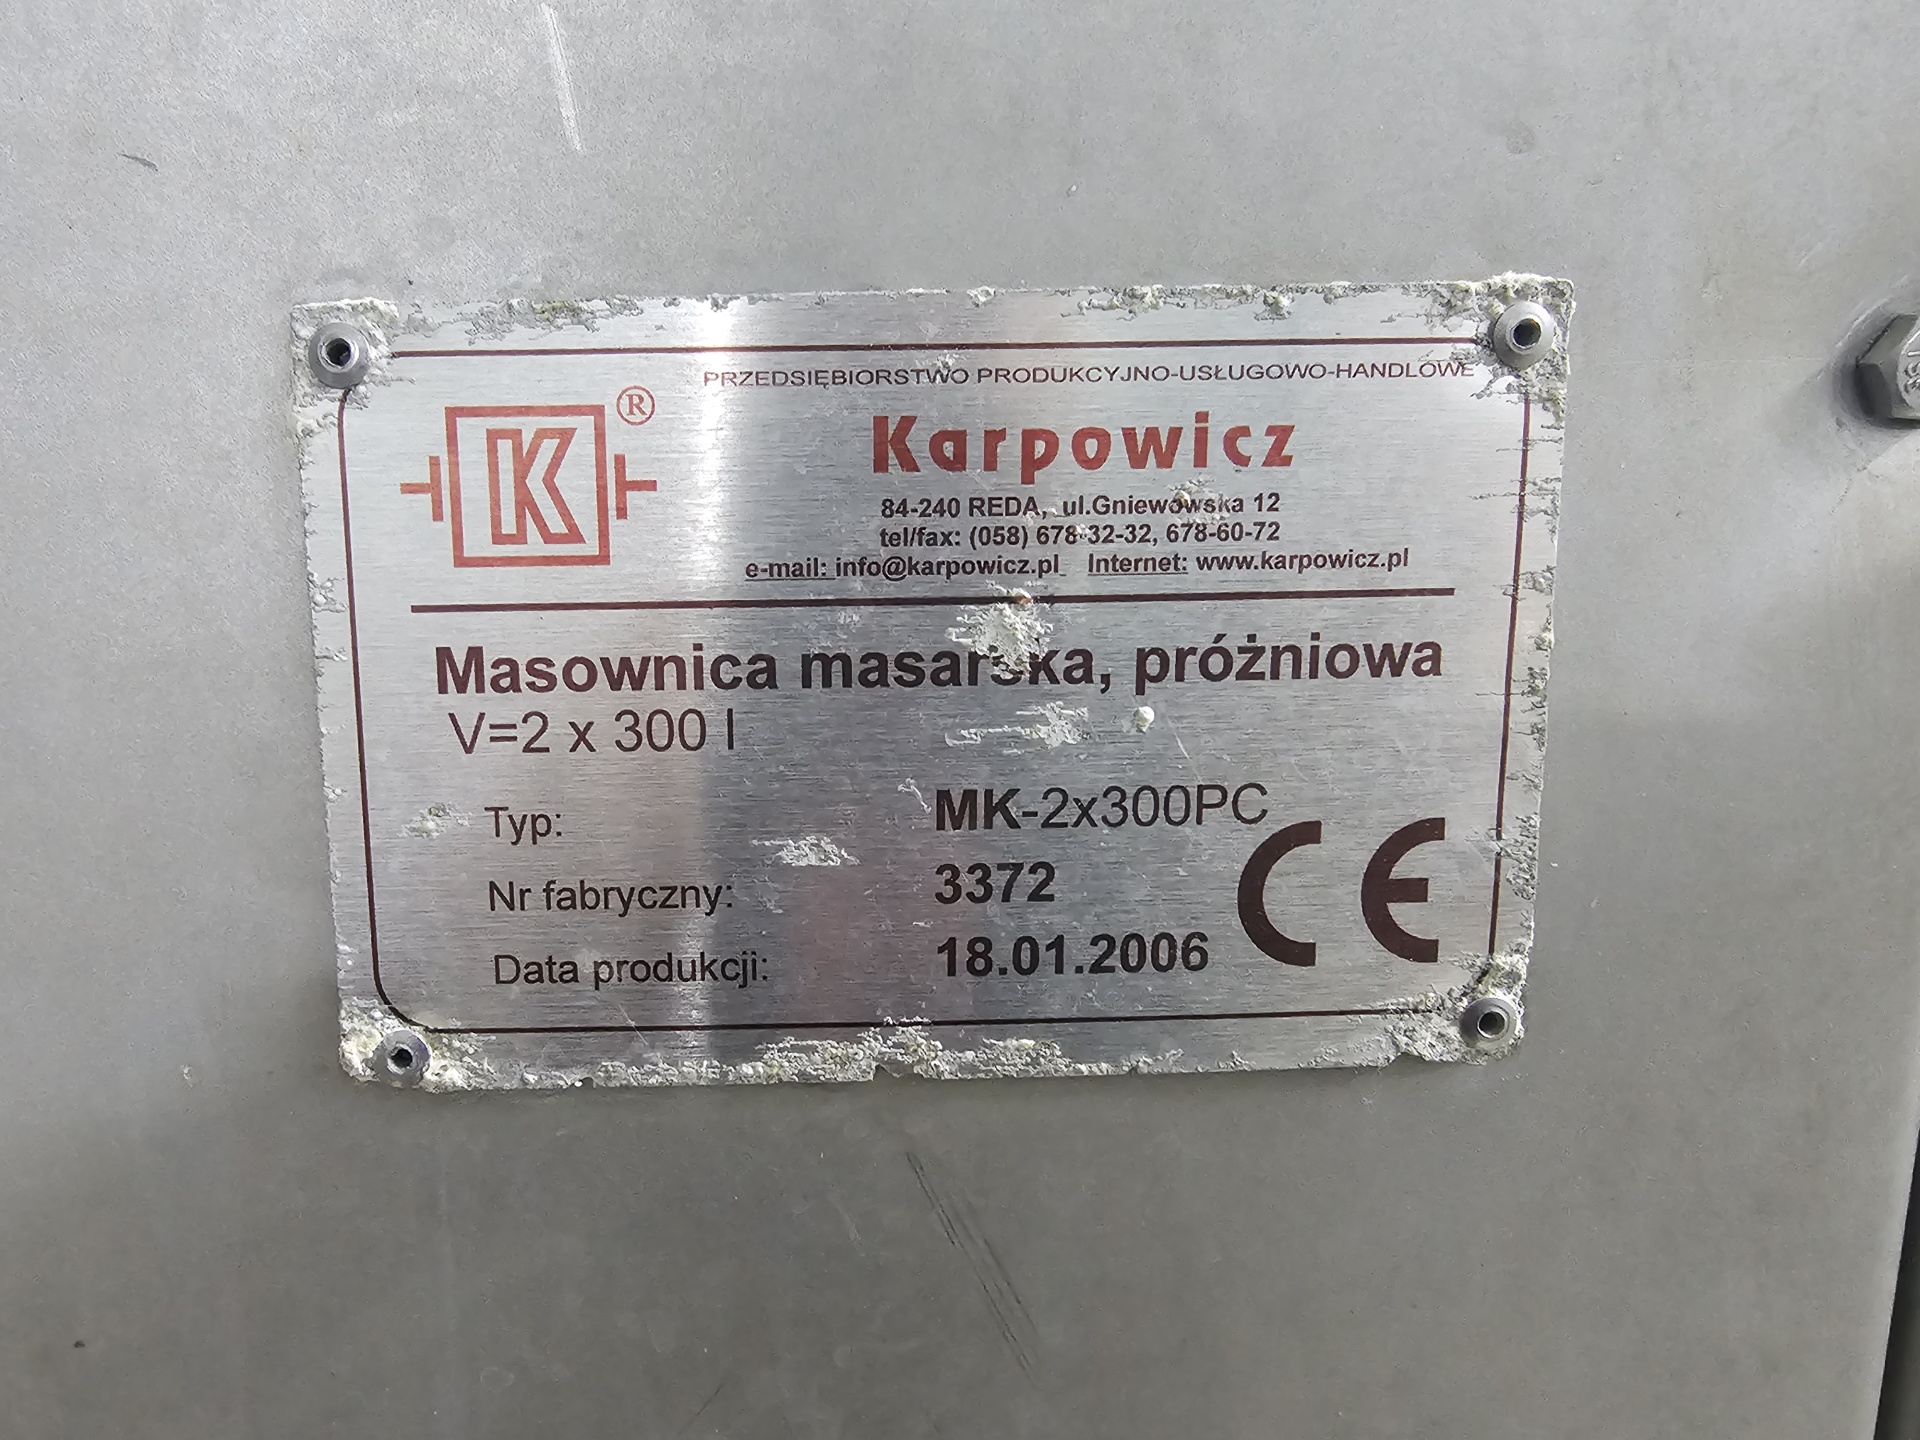 PRZEDSIĘBIORSTWO PRODUKCYJNO-USŁUGOWO-HANDLOWE
K ®
Karpowicz
84-240 REDA, ul.Gniewowska 12
tel/fax: (058) 678-32-32, 678-60-72
e-mail: info@karpowicz.pl Internet: www.karpowicz.pl
Masownica masarska, próżniowa
V=2 x 300 l
Typ: MK-2x300PC
Nr fabryczny: 3372
Data produkcji: 18.01.2006
CE